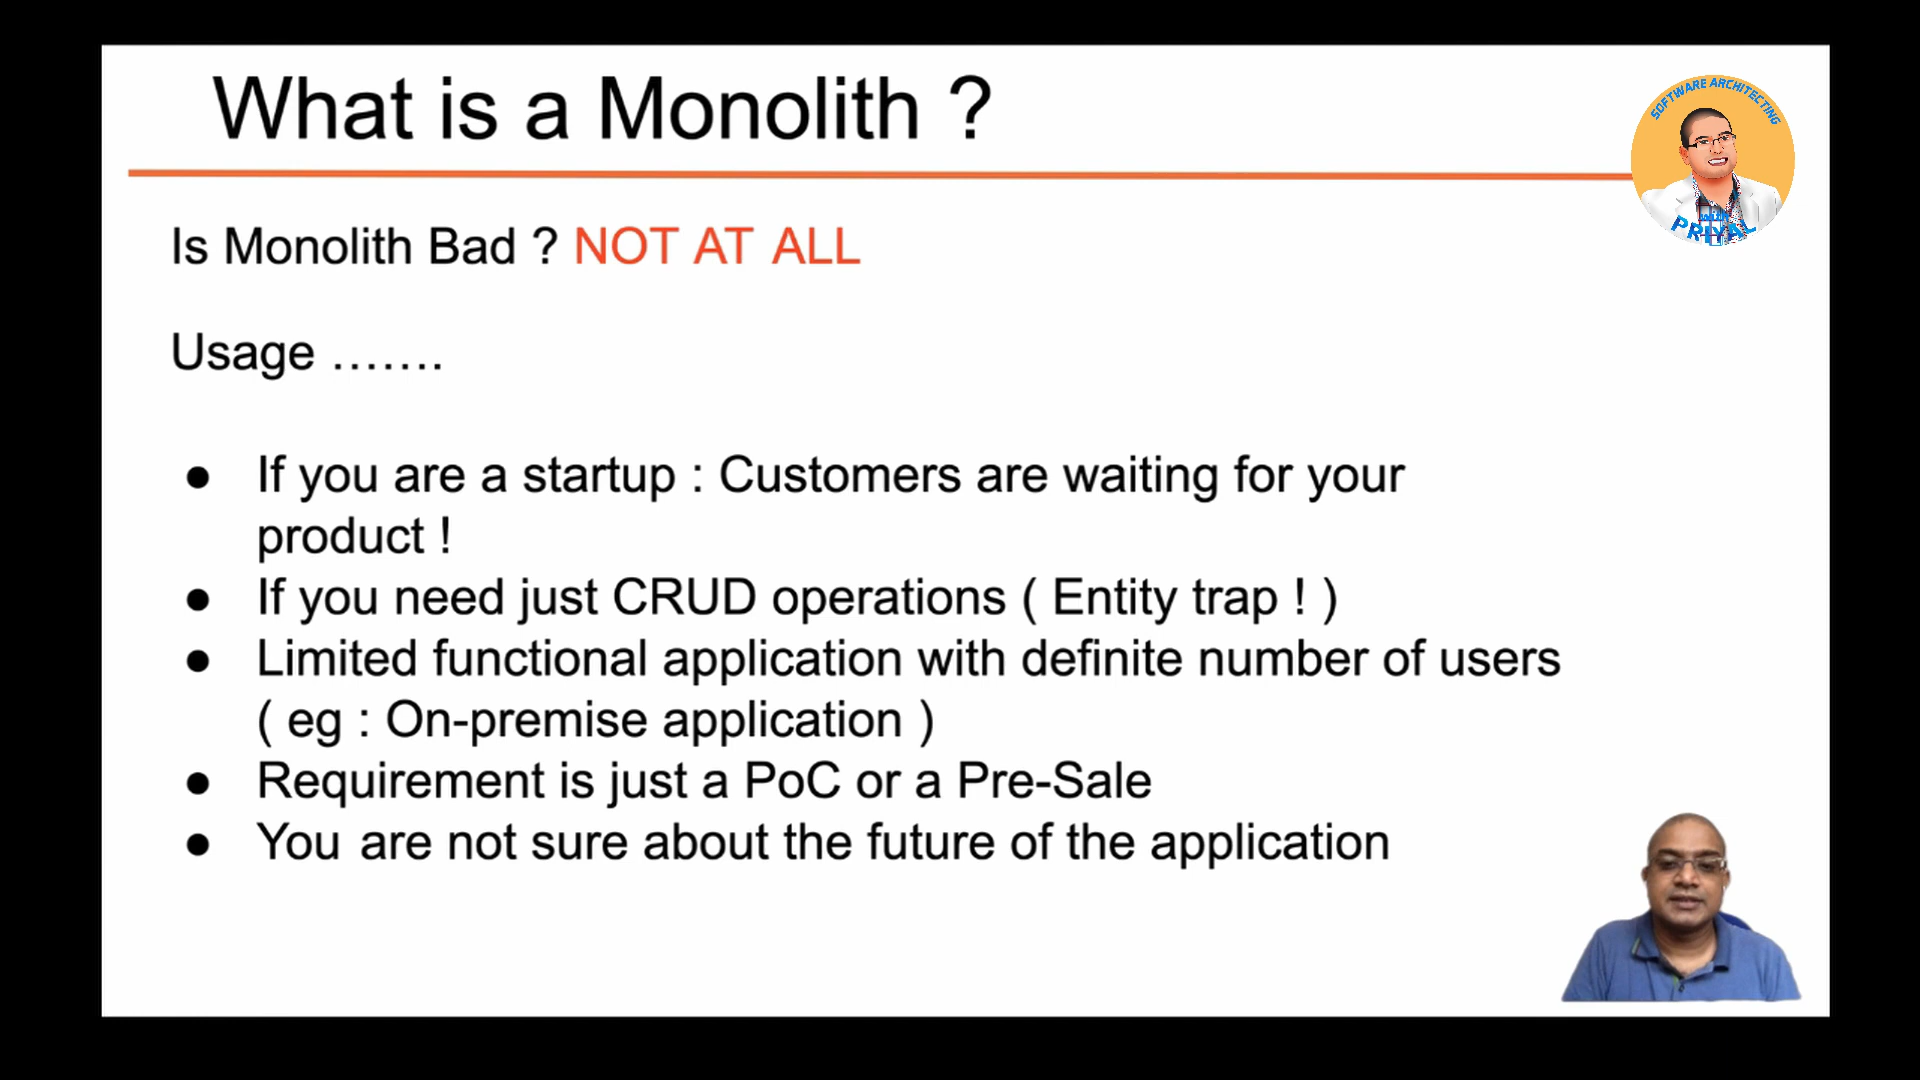 What is a Monolith ?
SOFTWARE ARCHITECTING
PRIYAL
Is Monolith Bad ? NOT AT ALL
Usage .......
● If you are a startup : Customers are waiting for your
product !
● If you need just CRUD operations ( Entity trap ! )
● Limited functional application with definite number of users
( eg : On-premise application )
● Requirement is just a PoC or a Pre-Sale
● You are not sure about the future of the application